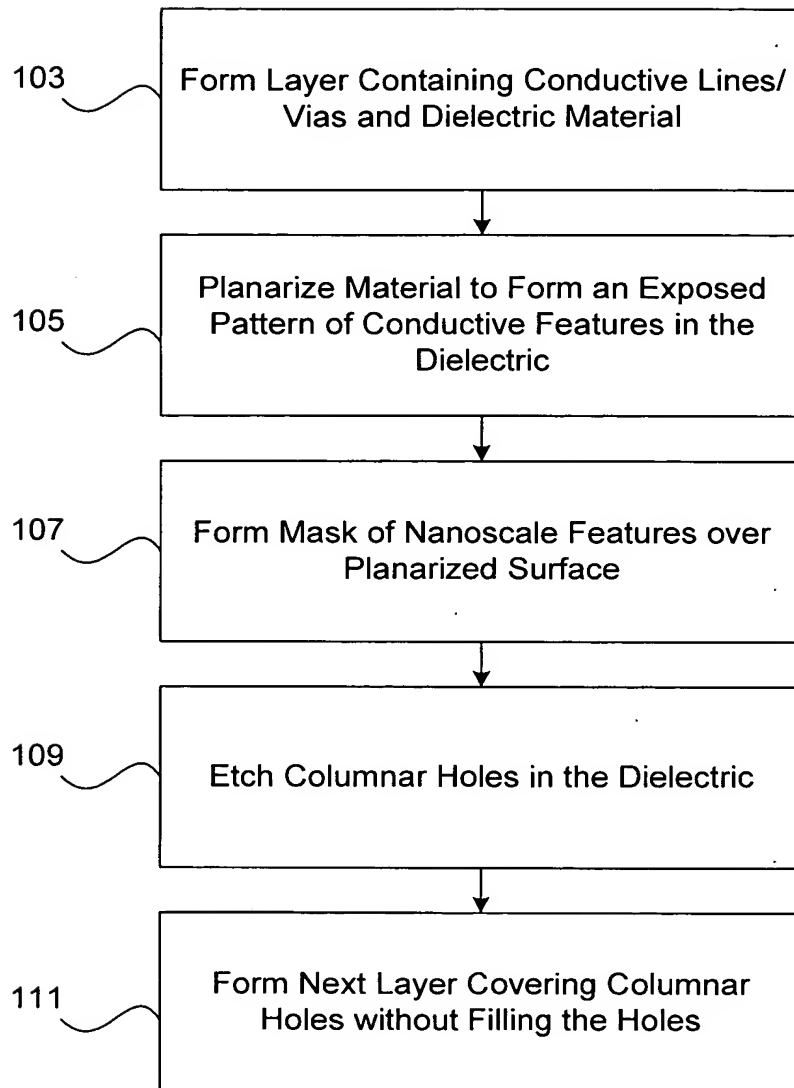 103
Form Layer Containing Conductive Lines/
Vias and Dielectric Material
105
Planarize Material to Form an Exposed
Pattern of Conductive Features in the
Dielectric
107
Form Mask of Nanoscale Features over
Planarized Surface
109
Etch Columnar Holes in the Dielectric
111
Form Next Layer Covering Columnar
Holes without Filling the Holes